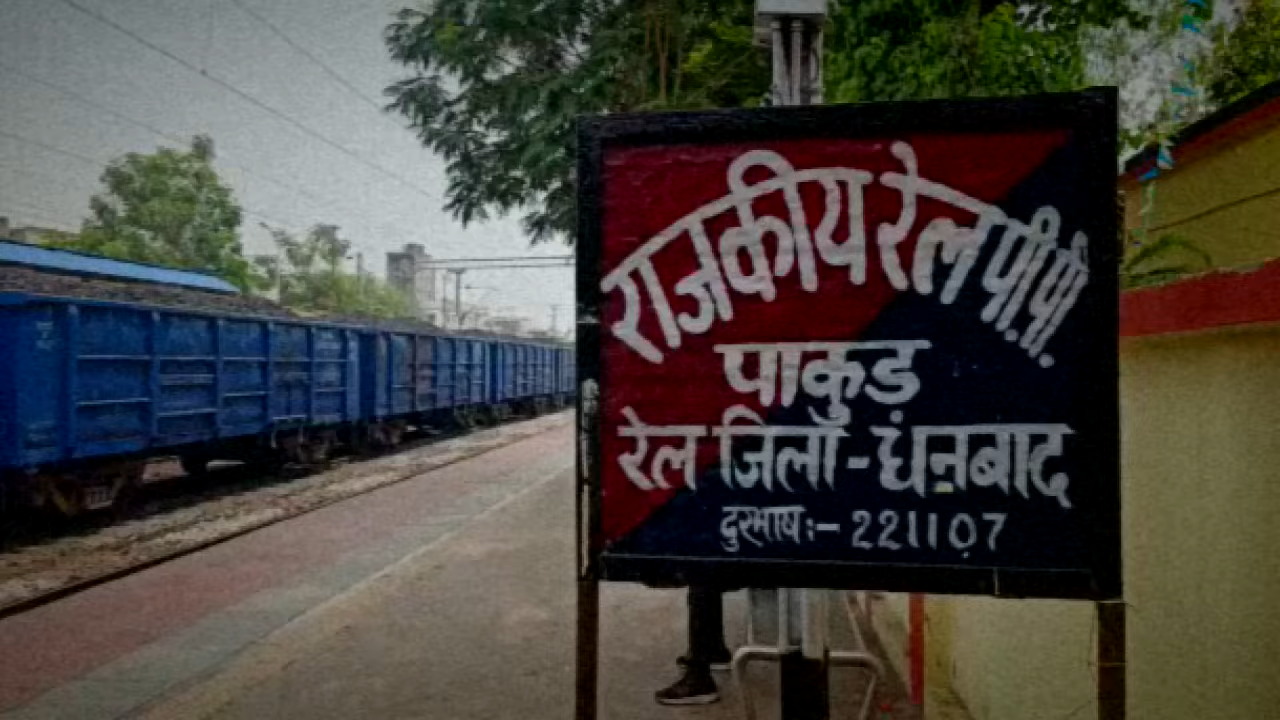 राजकीय रेल पी.पी.
पाकुड़
रेल जिला-धनबाद
दुरभाष:- 221107